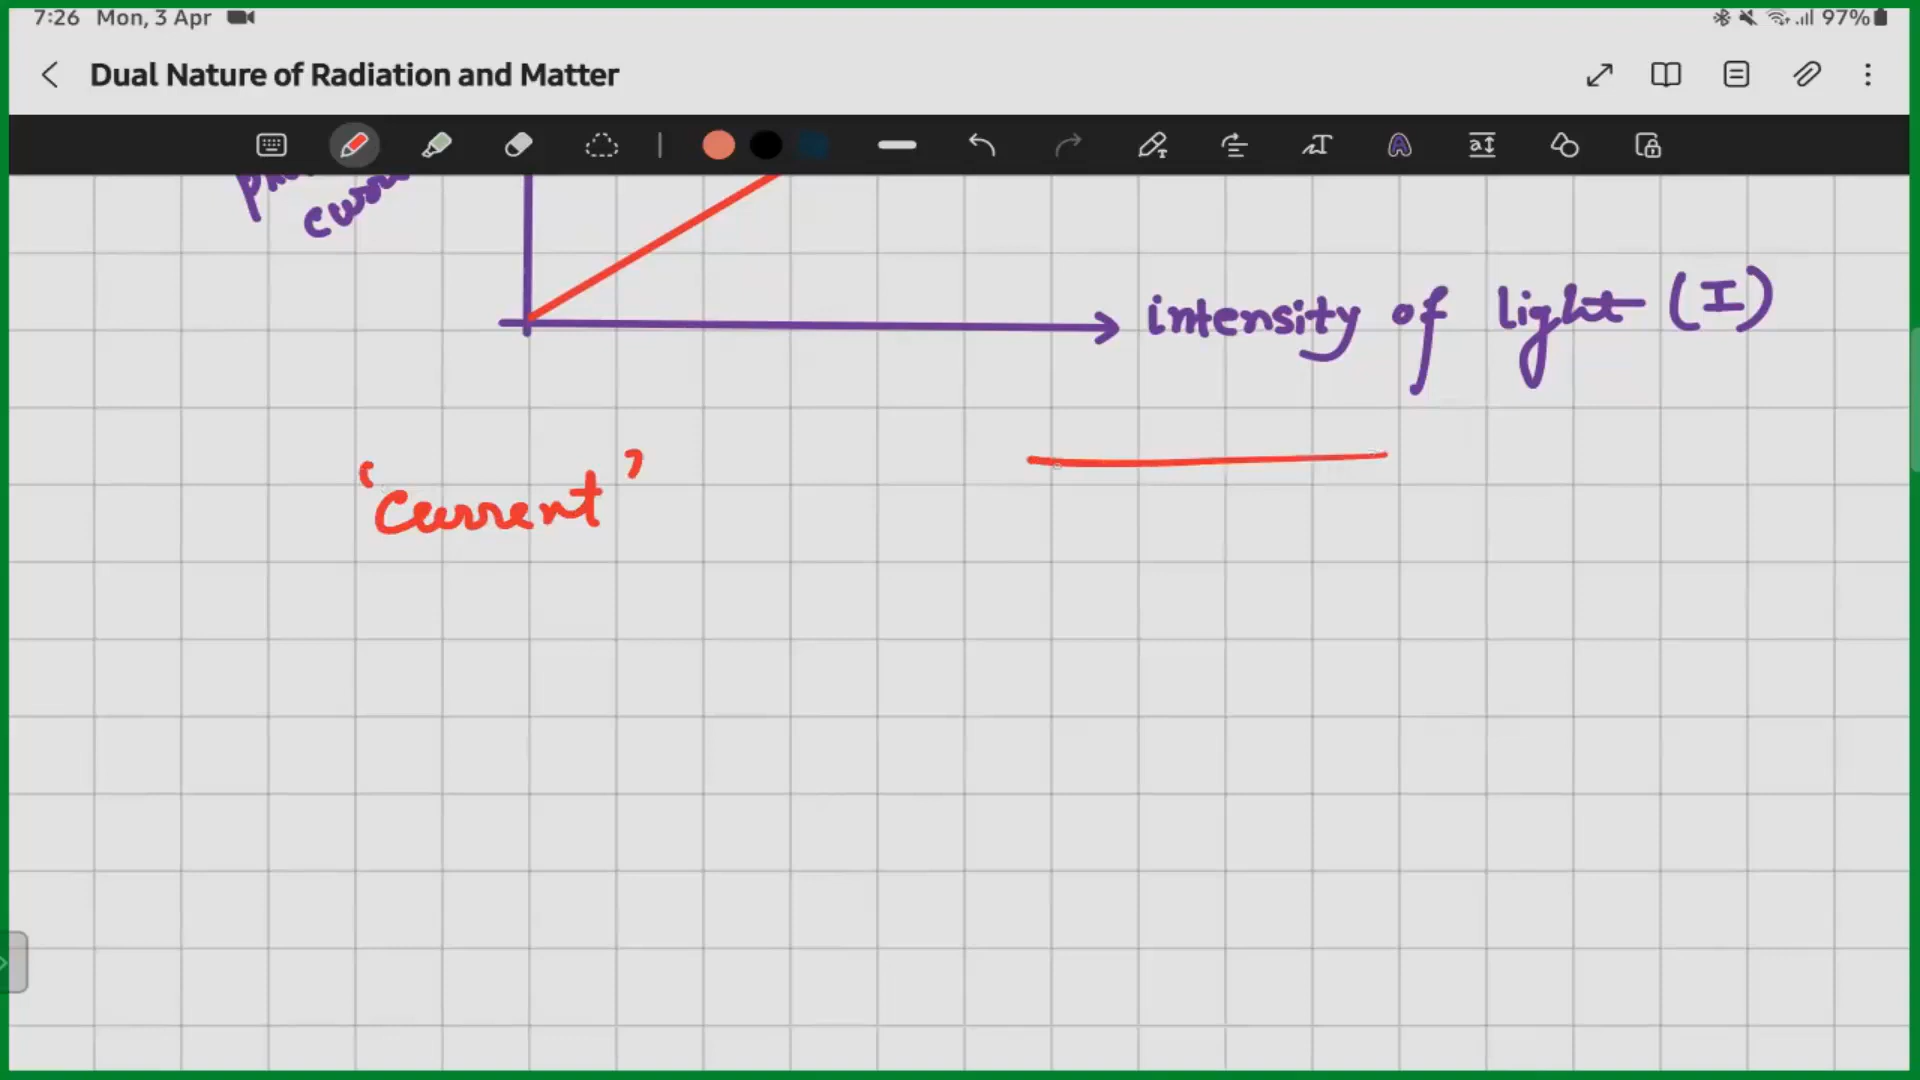 7:26 Mon, 3 Apr 97%
Dual Nature of Radiation and Matter
intensity of light (I)
'Current'